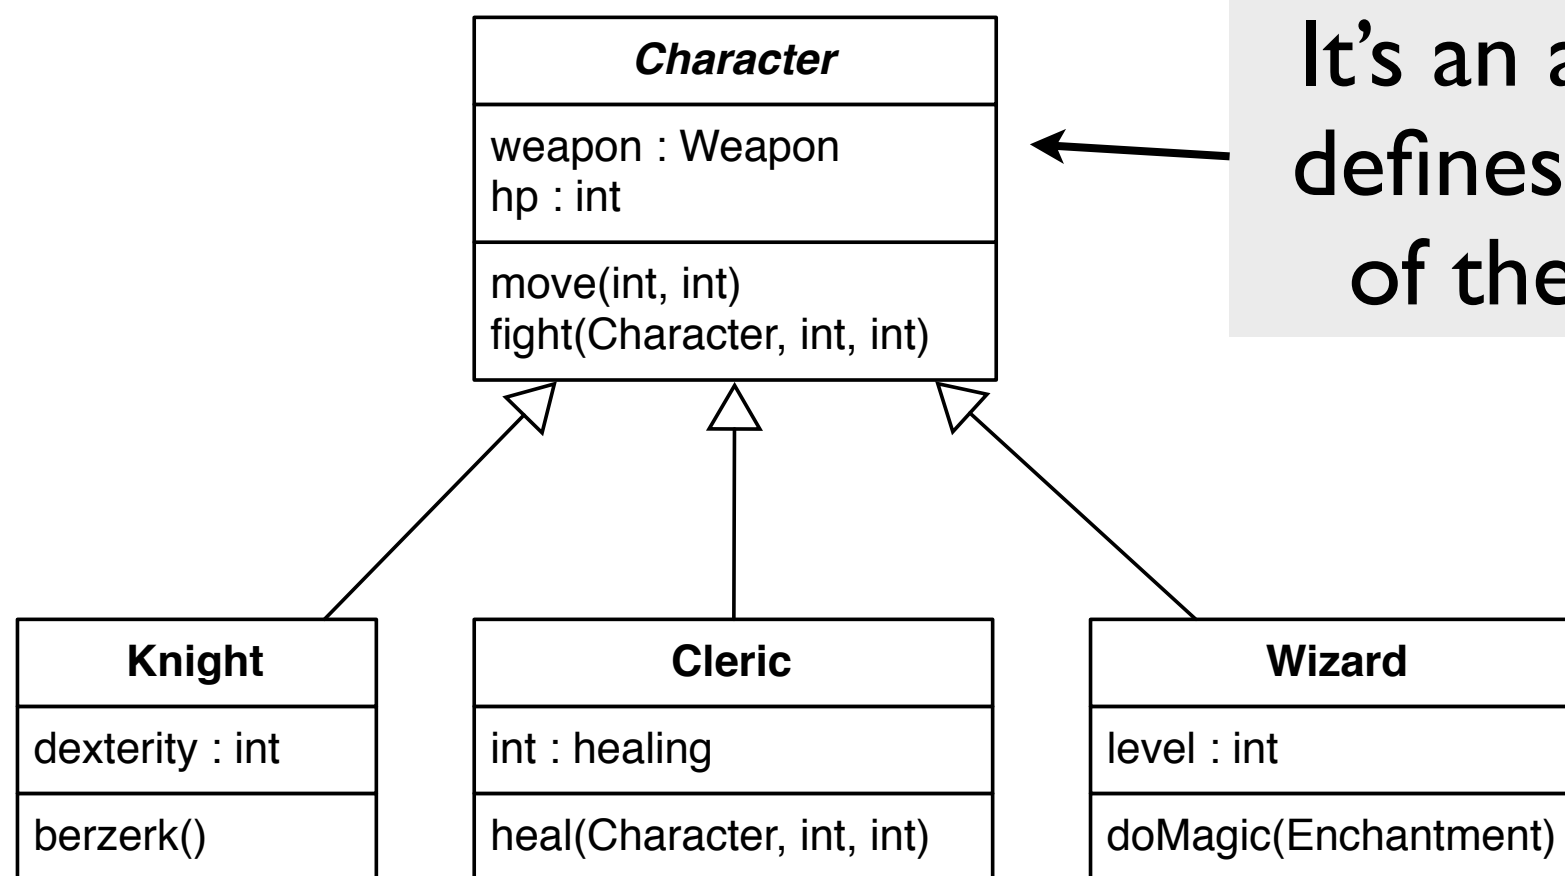 Character
weapon : Weapon
hp : int
move(int, int)
fight(Character, int, int)
It's an
defines
of the
Knight
dexterity : int
berzerk()
Cleric
int : healing
heal(Character, int, int)
Wizard
level : int
doMagic(Enchantment)